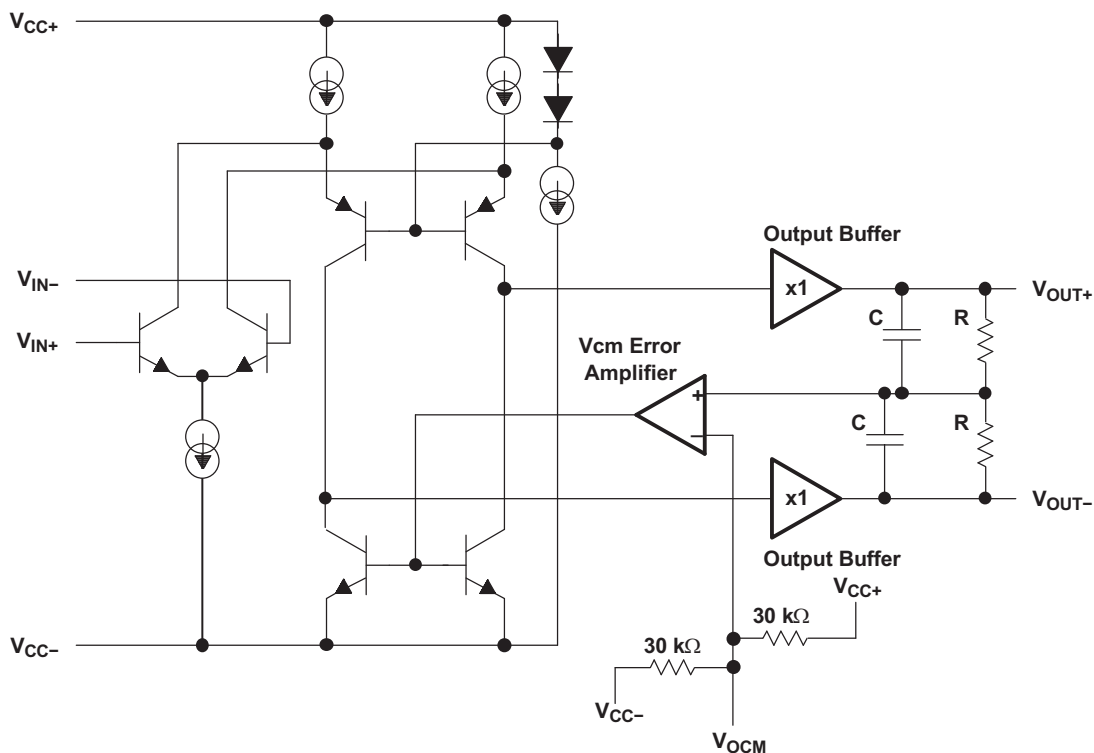 VCC+
Output Buffer
VIN−
x1
VOUT+
C
R
VIN+
Vcm Error
Amplifier
+
C
R
−
x1
VOUT−
Output Buffer
VCC+
30 kΩ
VCC−
30 kΩ
VCC−
VOCM